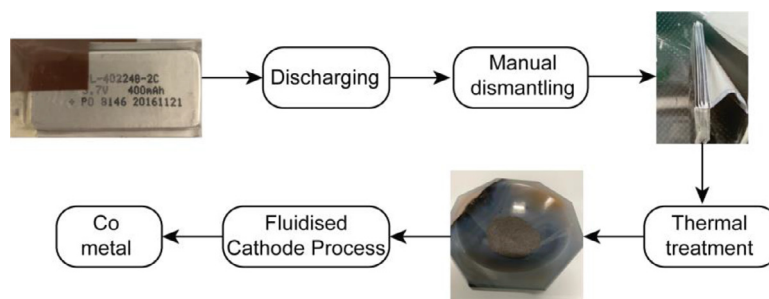 L-402248-2C
3.7V 400mAh
+ PO 8146 20161121
Discharging
Manual
dismantling
Thermal
treatment
Fluidised
Cathode Process
Co
metal